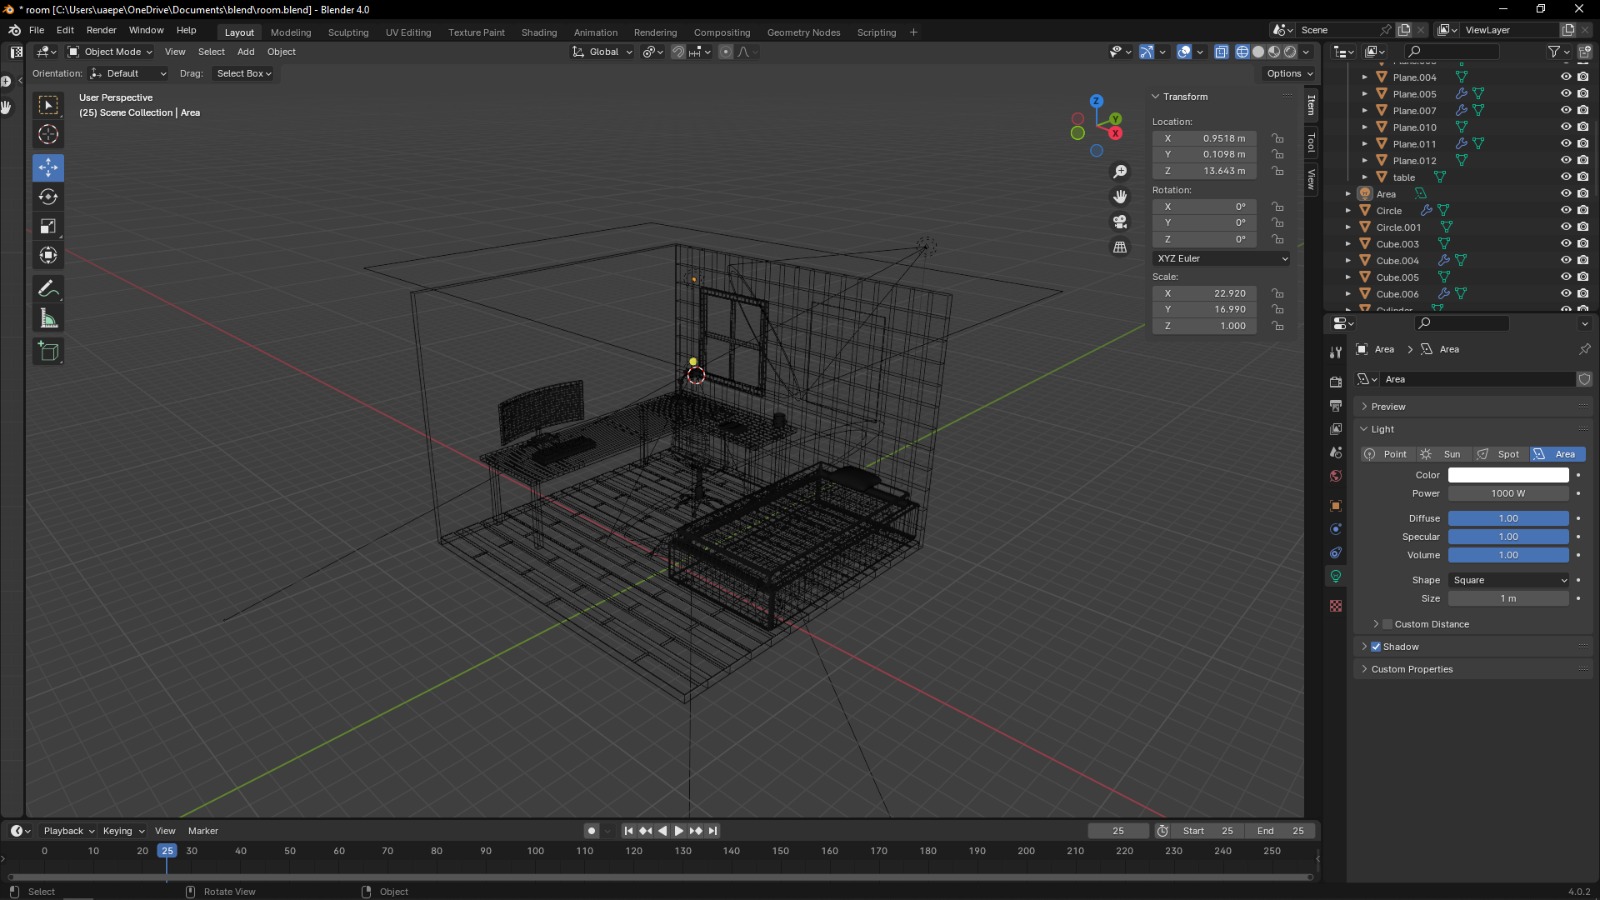 * room [C:\Users\uaepe\OneDrive\Documents\blend\room.blend] - Blender 4.0
File Edit Render Window Help Layout Modeling Sculpting UV Editing Texture Paint Shading Animation Rendering Compositing Geometry Nodes Scripting + Scene ViewLayer
Object Mode View Select Add Object Global
Orientation: Default Drag: Select Box Options
User Perspective
(25) Scene Collection | Area
Z
Y
X
Item
Tool
View
Transform
Location:
X 0.9518 m
Y 0.1098 m
Z 13.643 m
Rotation:
X 0°
Y 0°
Z 0°
XYZ Euler
Scale:
X 22.920
Y 16.990
Z 1.000
Plane.004
Plane.005
Plane.007
Plane.010
Plane.011
Plane.012
table
Area
Circle
Circle.001
Cube.003
Cube.004
Cube.005
Cube.006
Cylinder
Area > Area
Area
Preview
Light
Point Sun Spot Area
Color
Power 1000 W
Diffuse 1.00
Specular 1.00
Volume 1.00
Shape Square
Size 1 m
Custom Distance
Shadow
Custom Properties
Playback Keying View Marker 25 Start 25 End 25
0 10 20 25 30 40 50 60 70 80 90 100 110 120 130 140 150 160 170 180 190 200 210 220 230 240 250
Select Rotate View Object 4.0.2